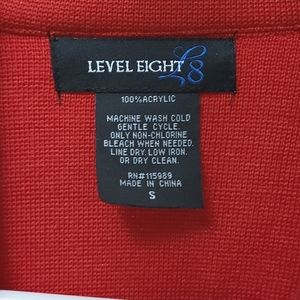 LEVEL EIGHT L8
100% ACRYLIC
MACHINE WASH COLD
GENTLE CYCLE.
ONLY NON-CHLORINE
BLEACH WHEN NEEDED.
LINE DRY. LOW IRON.
OR DRY CLEAN.
RN#115989
MADE IN CHINA
S